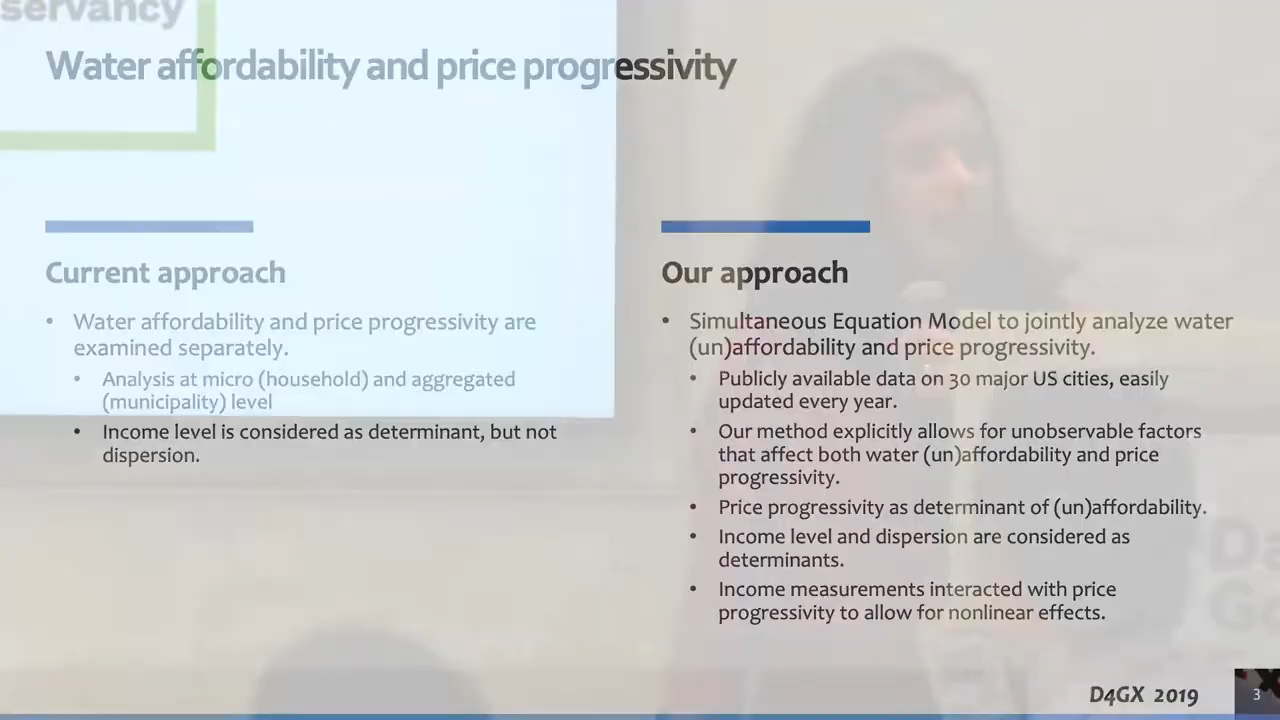 servancy
Water affordability and price progressivity
Current approach
• Water affordability and price progressivity are
examined separately.
• Analysis at micro (household) and aggregated
(municipality) level
• Income level is considered as determinant, but not
dispersion.
Our approach
• Simultaneous Equation Model to jointly analyze water
(un)affordability and price progressivity.
• Publicly available data on 30 major US cities, easily
updated every year.
• Our method explicitly allows for unobservable factors
that affect both water (un)affordability and price
progressivity.
• Price progressivity as determinant of (un)affordability.
• Income level and dispersion are considered as
determinants.
• Income measurements interacted with price
progressivity to allow for nonlinear effects.
Da
Go
D4GX 2019
3